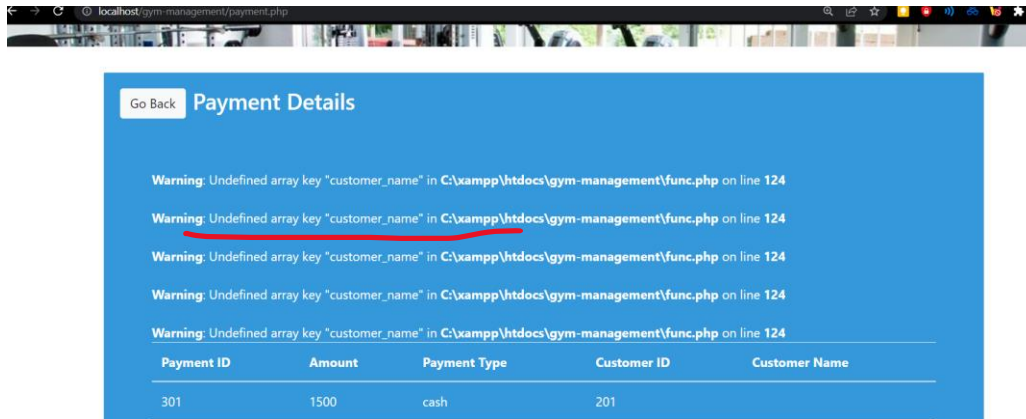 localhost/gym-management/payment.php
Go Back Payment Details
Warning: Undefined array key "customer_name" in C:\xampp\htdocs\gym-management\func.php on line 124
Warning: Undefined array key "customer_name" in C:\xampp\htdocs\gym-management\func.php on line 124
Warning: Undefined array key "customer_name" in C:\xampp\htdocs\gym-management\func.php on line 124
Warning: Undefined array key "customer_name" in C:\xampp\htdocs\gym-management\func.php on line 124
Warning: Undefined array key "customer_name" in C:\xampp\htdocs\gym-management\func.php on line 124
Payment ID Amount Payment Type Customer ID Customer Name
301 1500 cash 201